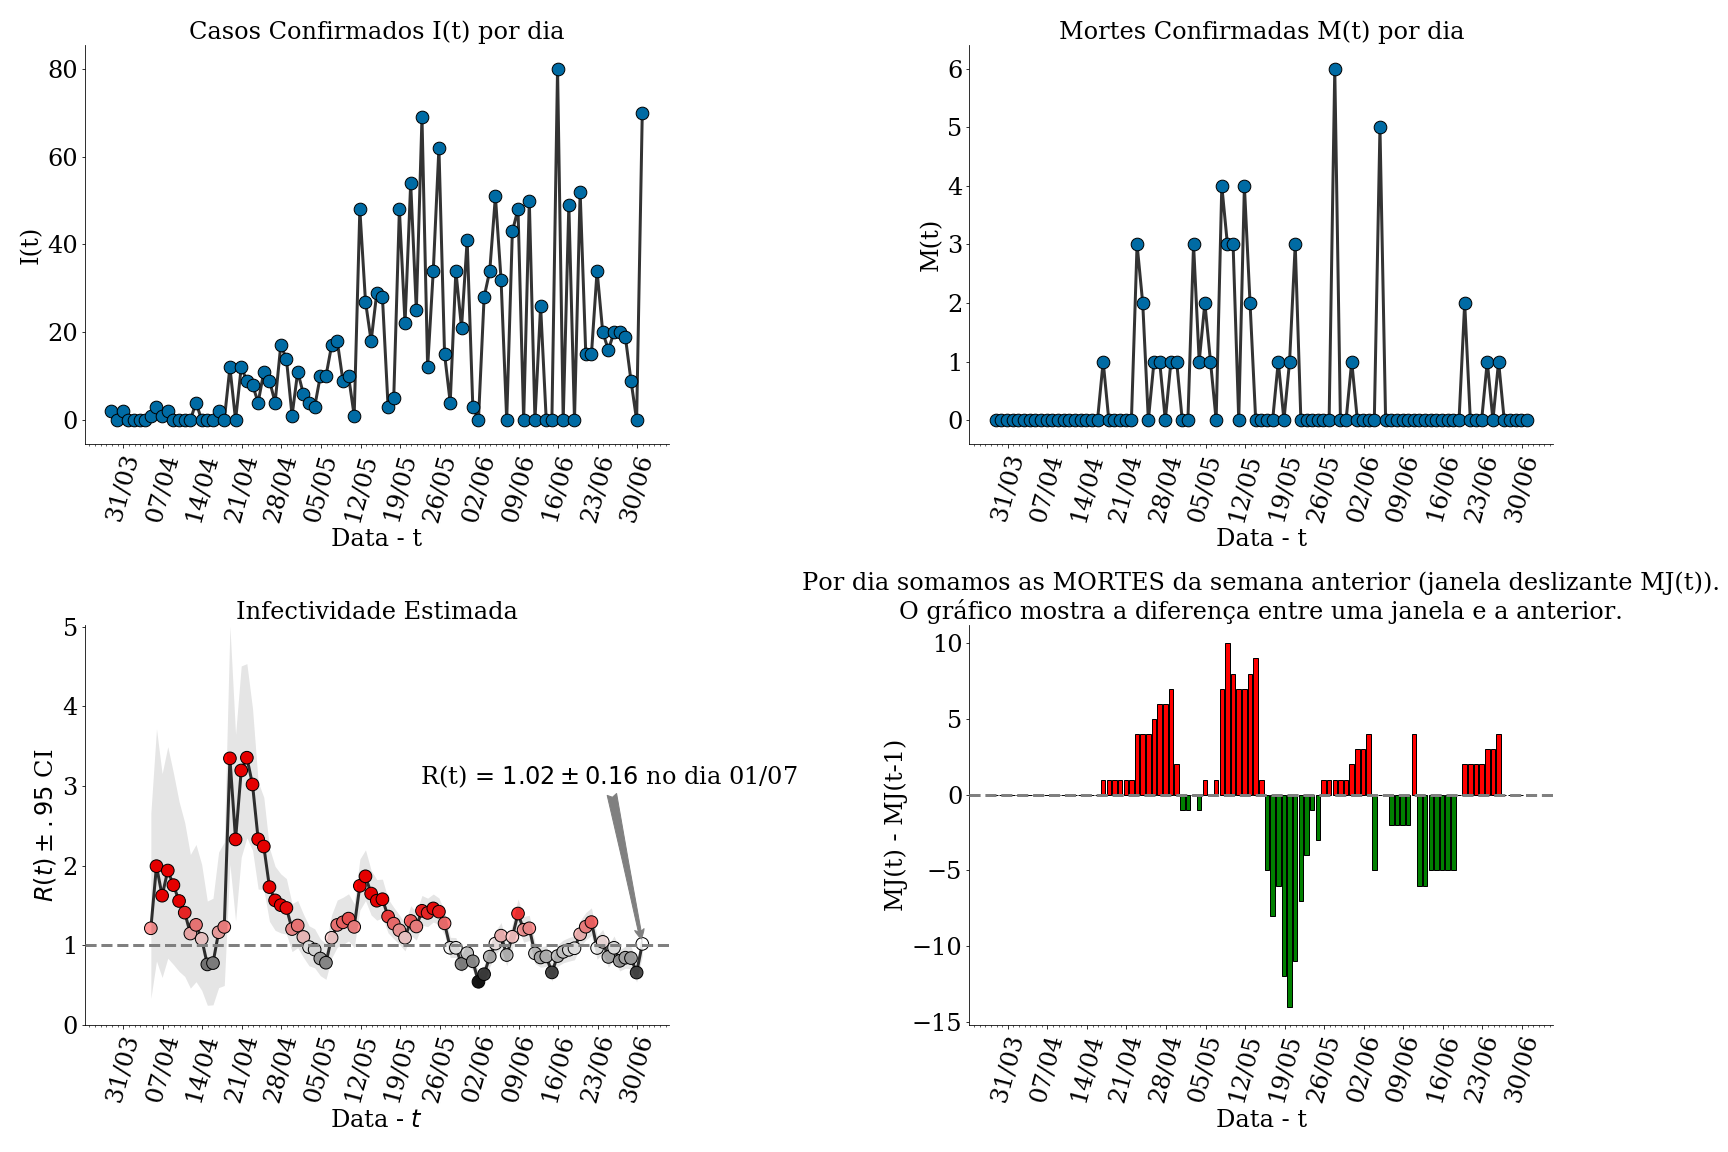 Casos Confirmados I(t) por dia
I(t)
80
60
40
20
0
31/03 07/04 14/04 21/04 28/04 05/05 12/05 19/05 26/05 02/06 09/06 16/06 23/06 30/06
Data - t
Mortes Confirmadas M(t) por dia
M(t)
6
5
4
3
2
1
0
31/03 07/04 14/04 21/04 28/04 05/05 12/05 19/05 26/05 02/06 09/06 16/06 23/06 30/06
Data - t
Infectividade Estimada
R(t) ± .95 CI
5
4
3
2
1
0
R(t) = 1.02 ± 0.16 no dia 01/07
31/03 07/04 14/04 21/04 28/04 05/05 12/05 19/05 26/05 02/06 09/06 16/06 23/06 30/06
Data - t
Por dia somamos as MORTES da semana anterior (janela deslizante MJ(t)).
O gráfico mostra a diferença entre uma janela e a anterior.
MJ(t) - MJ(t-1)
10
5
0
−5
−10
−15
31/03 07/04 14/04 21/04 28/04 05/05 12/05 19/05 26/05 02/06 09/06 16/06 23/06 30/06
Data - t